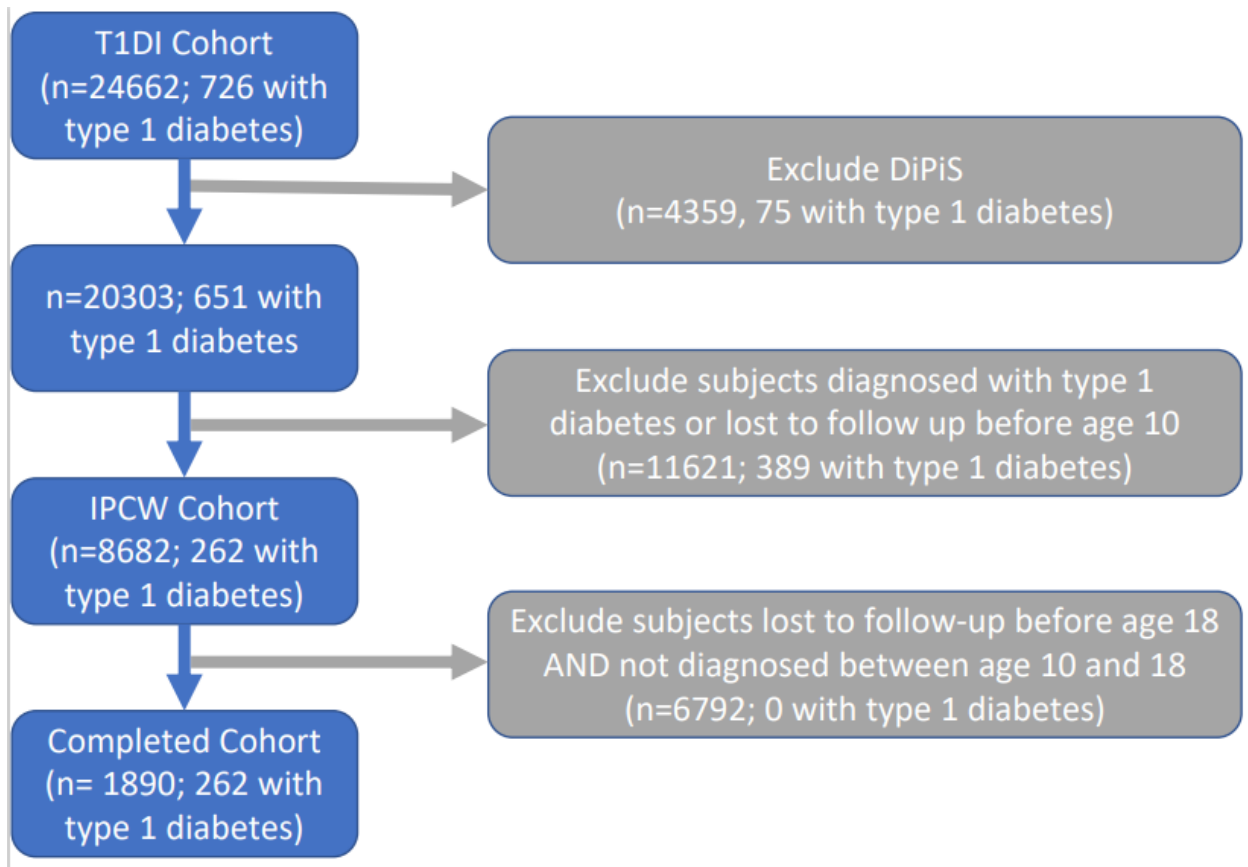 T1DI Cohort
(n=24662; 726 with
type 1 diabetes)
Exclude DiPiS
(n=4359, 75 with type 1 diabetes)
n=20303; 651 with
type 1 diabetes
Exclude subjects diagnosed with type 1
diabetes or lost to follow up before age 10
(n=11621; 389 with type 1 diabetes)
IPCW Cohort
(n=8682; 262 with
type 1 diabetes)
Exclude subjects lost to follow-up before age 18
AND not diagnosed between age 10 and 18
(n=6792; 0 with type 1 diabetes)
Completed Cohort
(n= 1890; 262 with
type 1 diabetes)